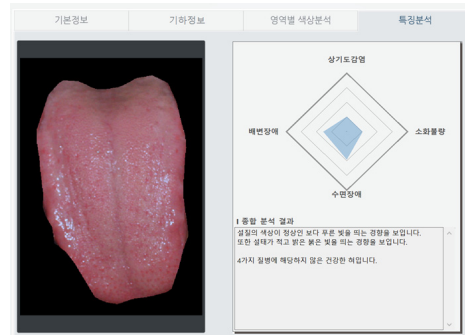 기본정보
기하정보
영역별 색상분석
특징분석
상기도감염
배변장애
소화불량
수면장애
종합 분석 결과
설질의 색상이 정상인 보다 푸른 빛을 띄는 경향을 보입니다.
또한 설태가 적고 밝은 붉은 빛을 띄는 경향을 보입니다.
4가지 질병에 해당하지 않은 건강한 혀입니다.